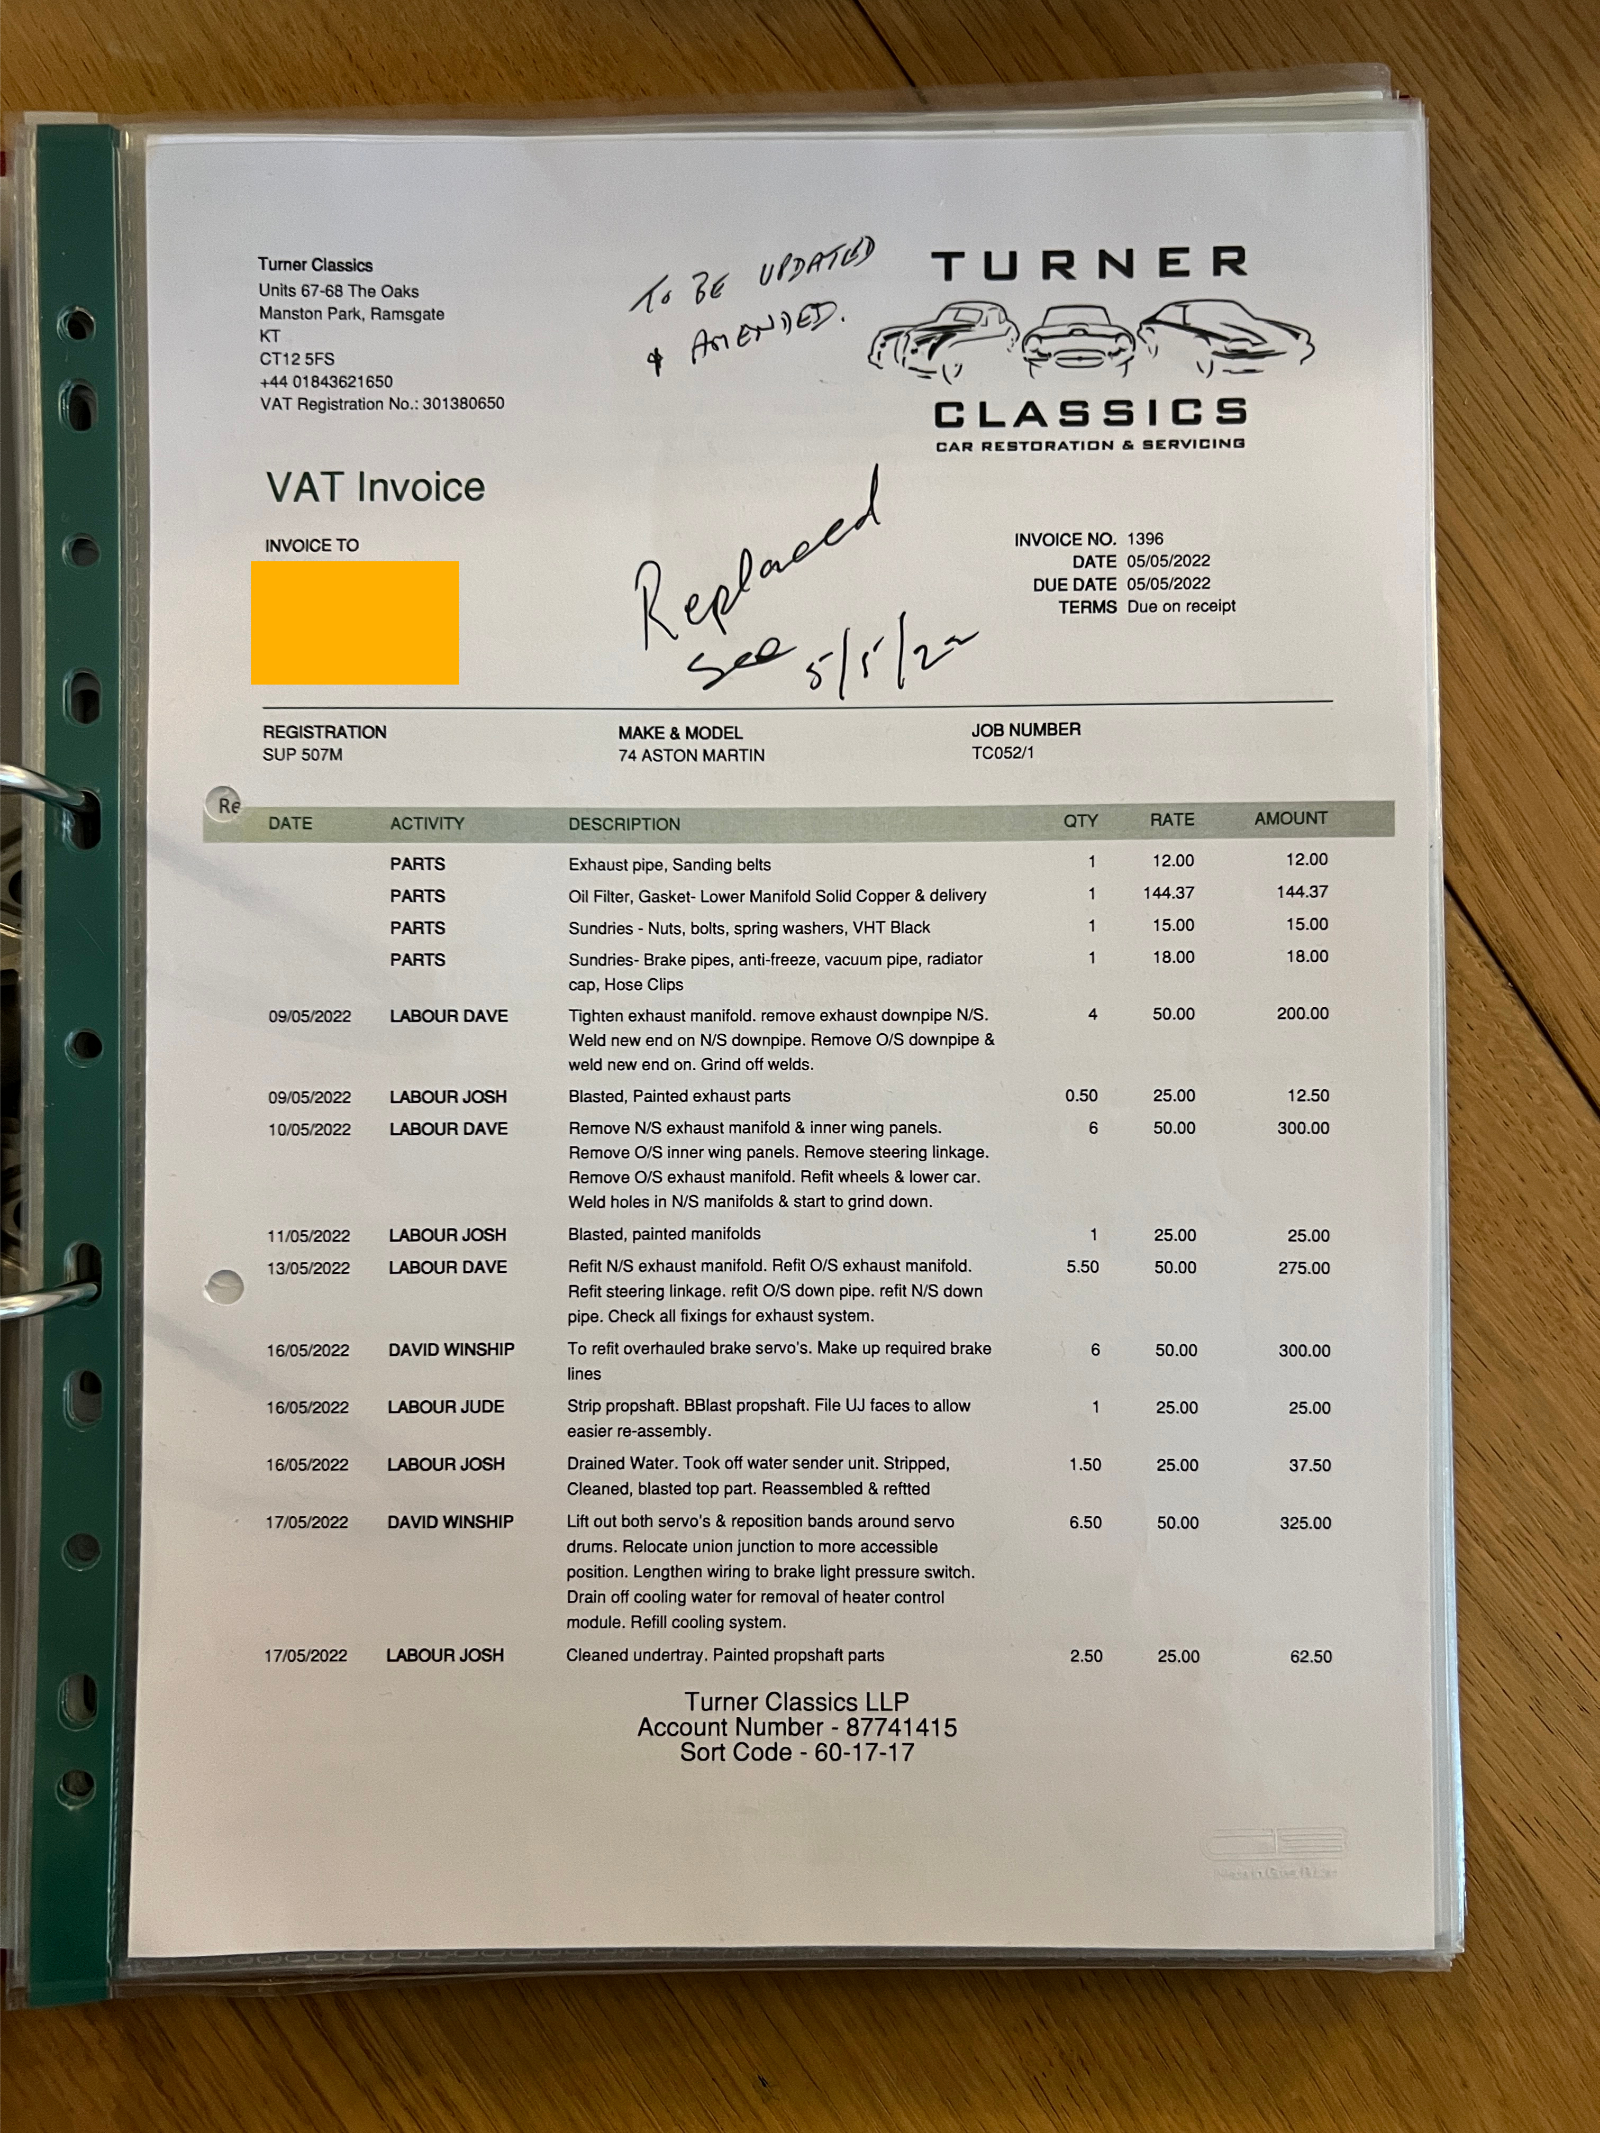 Turner Classics
Units 67-68 The Oaks
Manston Park, Ramsgate
KT
CT12 5FS
+44 01843621650
VAT Registration No.: 301380650
TO BE UPDATED
& AMENDED.
TURNER
CLASSICS
CAR RESTORATION & SERVICING
VAT Invoice
INVOICE TO
Replaced
see 5/5/22
INVOICE NO. 1396
DATE 05/05/2022
DUE DATE 05/05/2022
TERMS Due on receipt
REGISTRATION MAKE & MODEL JOB NUMBER
SUP 507M 74 ASTON MARTIN TC052/1
Re
DATE ACTIVITY DESCRIPTION QTY RATE AMOUNT
PARTS Exhaust pipe, Sanding belts 1 12.00 12.00
PARTS Oil Filter, Gasket- Lower Manifold Solid Copper & delivery 1 144.37 144.37
PARTS Sundries - Nuts, bolts, spring washers, VHT Black 1 15.00 15.00
PARTS Sundries- Brake pipes, anti-freeze, vacuum pipe, radiator 1 18.00 18.00
cap, Hose Clips
09/05/2022 LABOUR DAVE Tighten exhaust manifold. remove exhaust downpipe N/S. 4 50.00 200.00
Weld new end on N/S downpipe. Remove O/S downpipe &
weld new end on. Grind off welds.
09/05/2022 LABOUR JOSH Blasted, Painted exhaust parts 0.50 25.00 12.50
10/05/2022 LABOUR DAVE Remove N/S exhaust manifold & inner wing panels. 6 50.00 300.00
Remove O/S inner wing panels. Remove steering linkage.
Remove O/S exhaust manifold. Refit wheels & lower car.
Weld holes in N/S manifolds & start to grind down.
11/05/2022 LABOUR JOSH Blasted, painted manifolds 1 25.00 25.00
13/05/2022 LABOUR DAVE Refit N/S exhaust manifold. Refit O/S exhaust manifold. 5.50 50.00 275.00
Refit steering linkage. refit O/S down pipe. refit N/S down
pipe. Check all fixings for exhaust system.
16/05/2022 DAVID WINSHIP To refit overhauled brake servo's. Make up required brake 6 50.00 300.00
lines
16/05/2022 LABOUR JUDE Strip propshaft. BBlast propshaft. File UJ faces to allow 1 25.00 25.00
easier re-assembly.
16/05/2022 LABOUR JOSH Drained Water. Took off water sender unit. Stripped, 1.50 25.00 37.50
Cleaned, blasted top part. Reassembled & reftted
17/05/2022 DAVID WINSHIP Lift out both servo's & reposition bands around servo 6.50 50.00 325.00
drums. Relocate union junction to more accessible
position. Lengthen wiring to brake light pressure switch.
Drain off cooling water for removal of heater control
module. Refill cooling system.
17/05/2022 LABOUR JOSH Cleaned undertray. Painted propshaft parts 2.50 25.00 62.50
Turner Classics LLP
Account Number - 87741415
Sort Code - 60-17-17